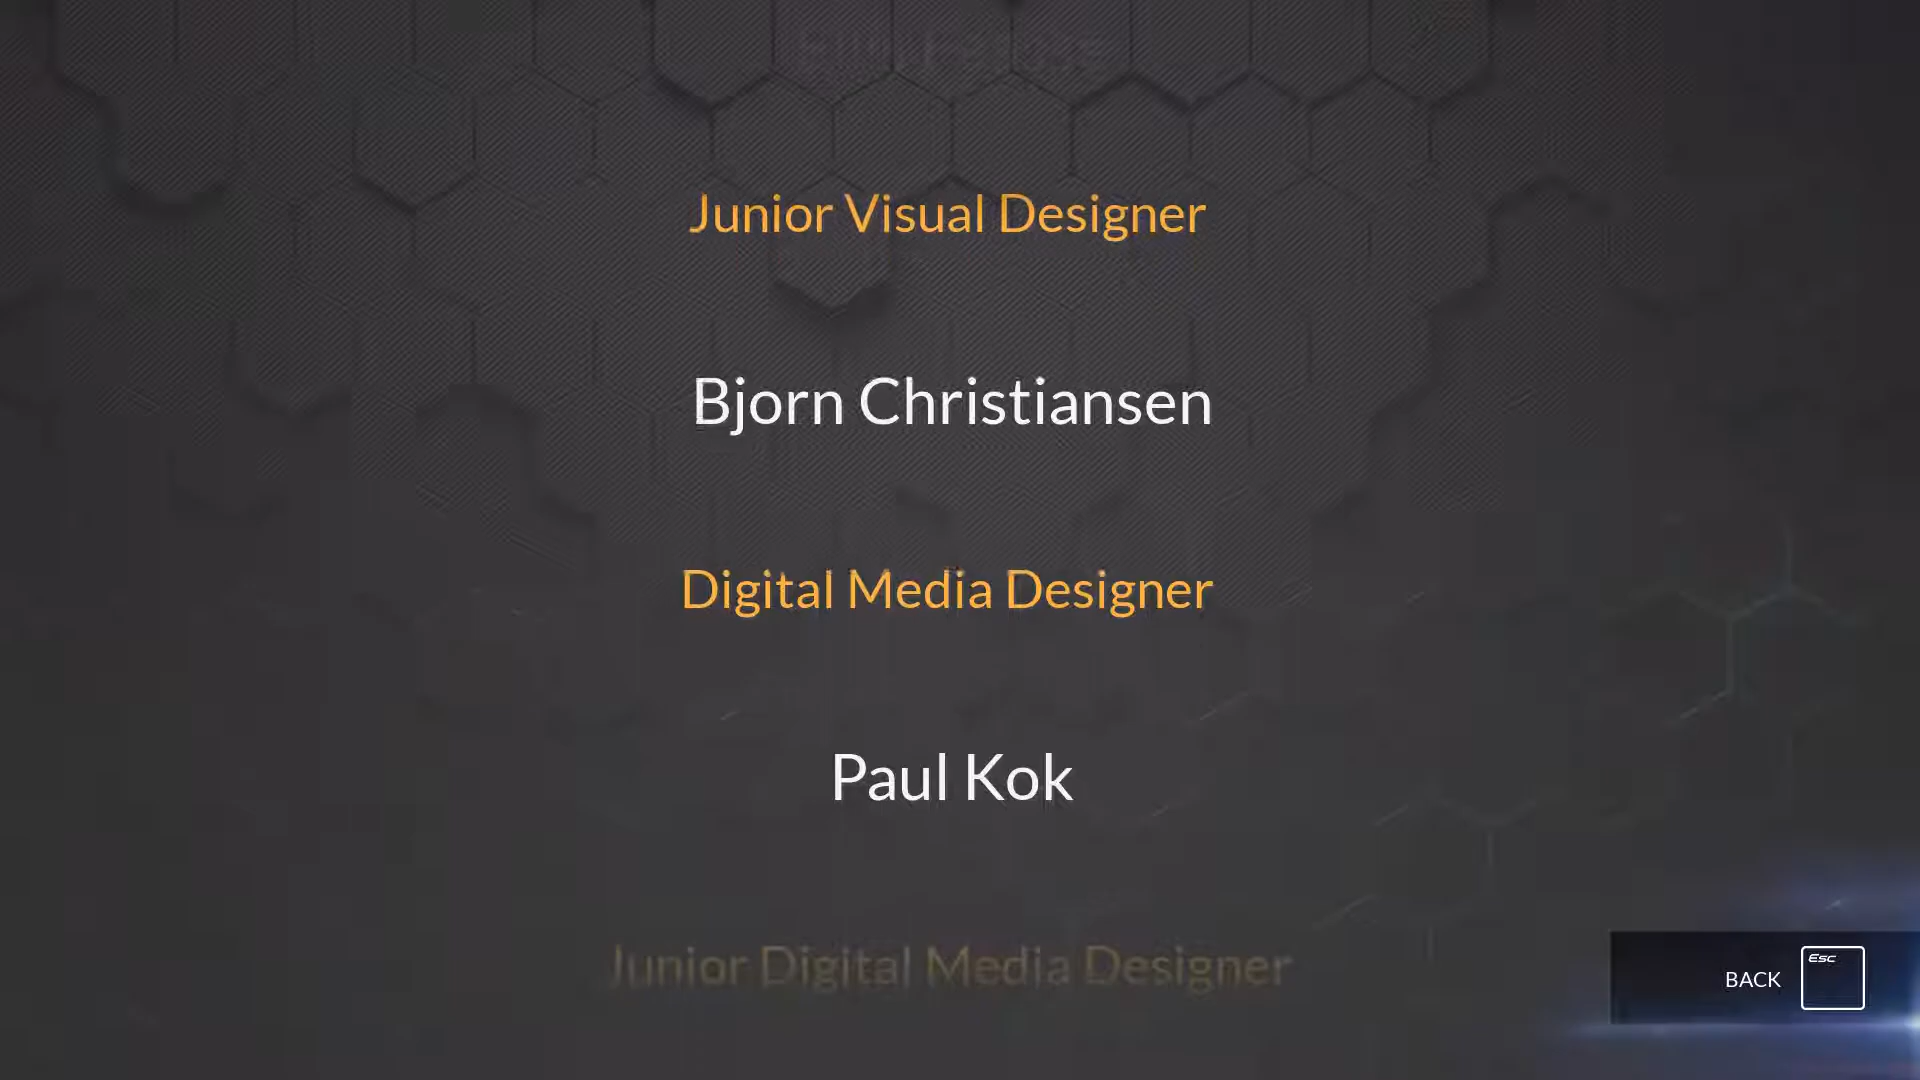 Junior Visual Designer
Bjorn Christiansen
Digital Media Designer
Paul Kok
Junior Digital Media Designer
BACK
Esc